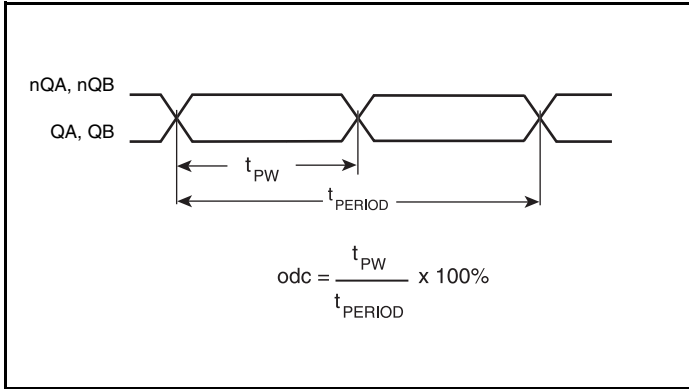 nQA, nQB
QA, QB
tPW
tPERIOD
odc = tPW / tPERIOD x 100%